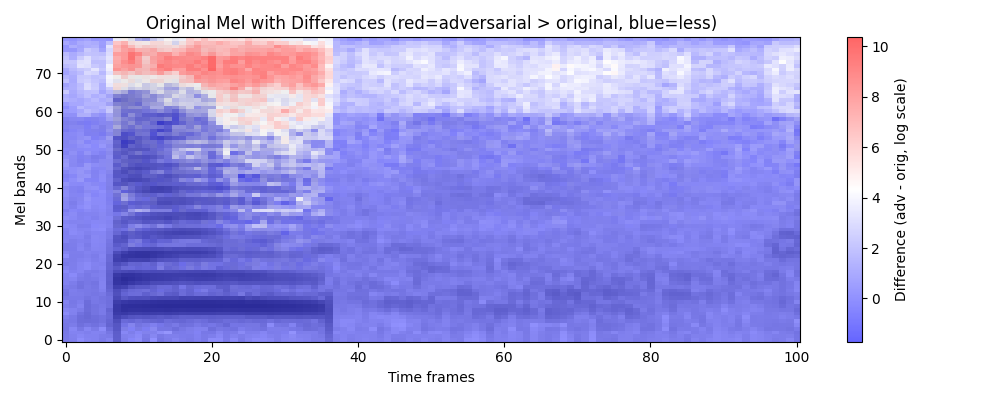 Original Mel with Differences (red=adversarial > original, blue=less)
Mel bands
70
60
50
40
30
20
10
0
0 20 40 60 80 100
Time frames
10
8
6
4
2
0
Difference (adv - orig, log scale)